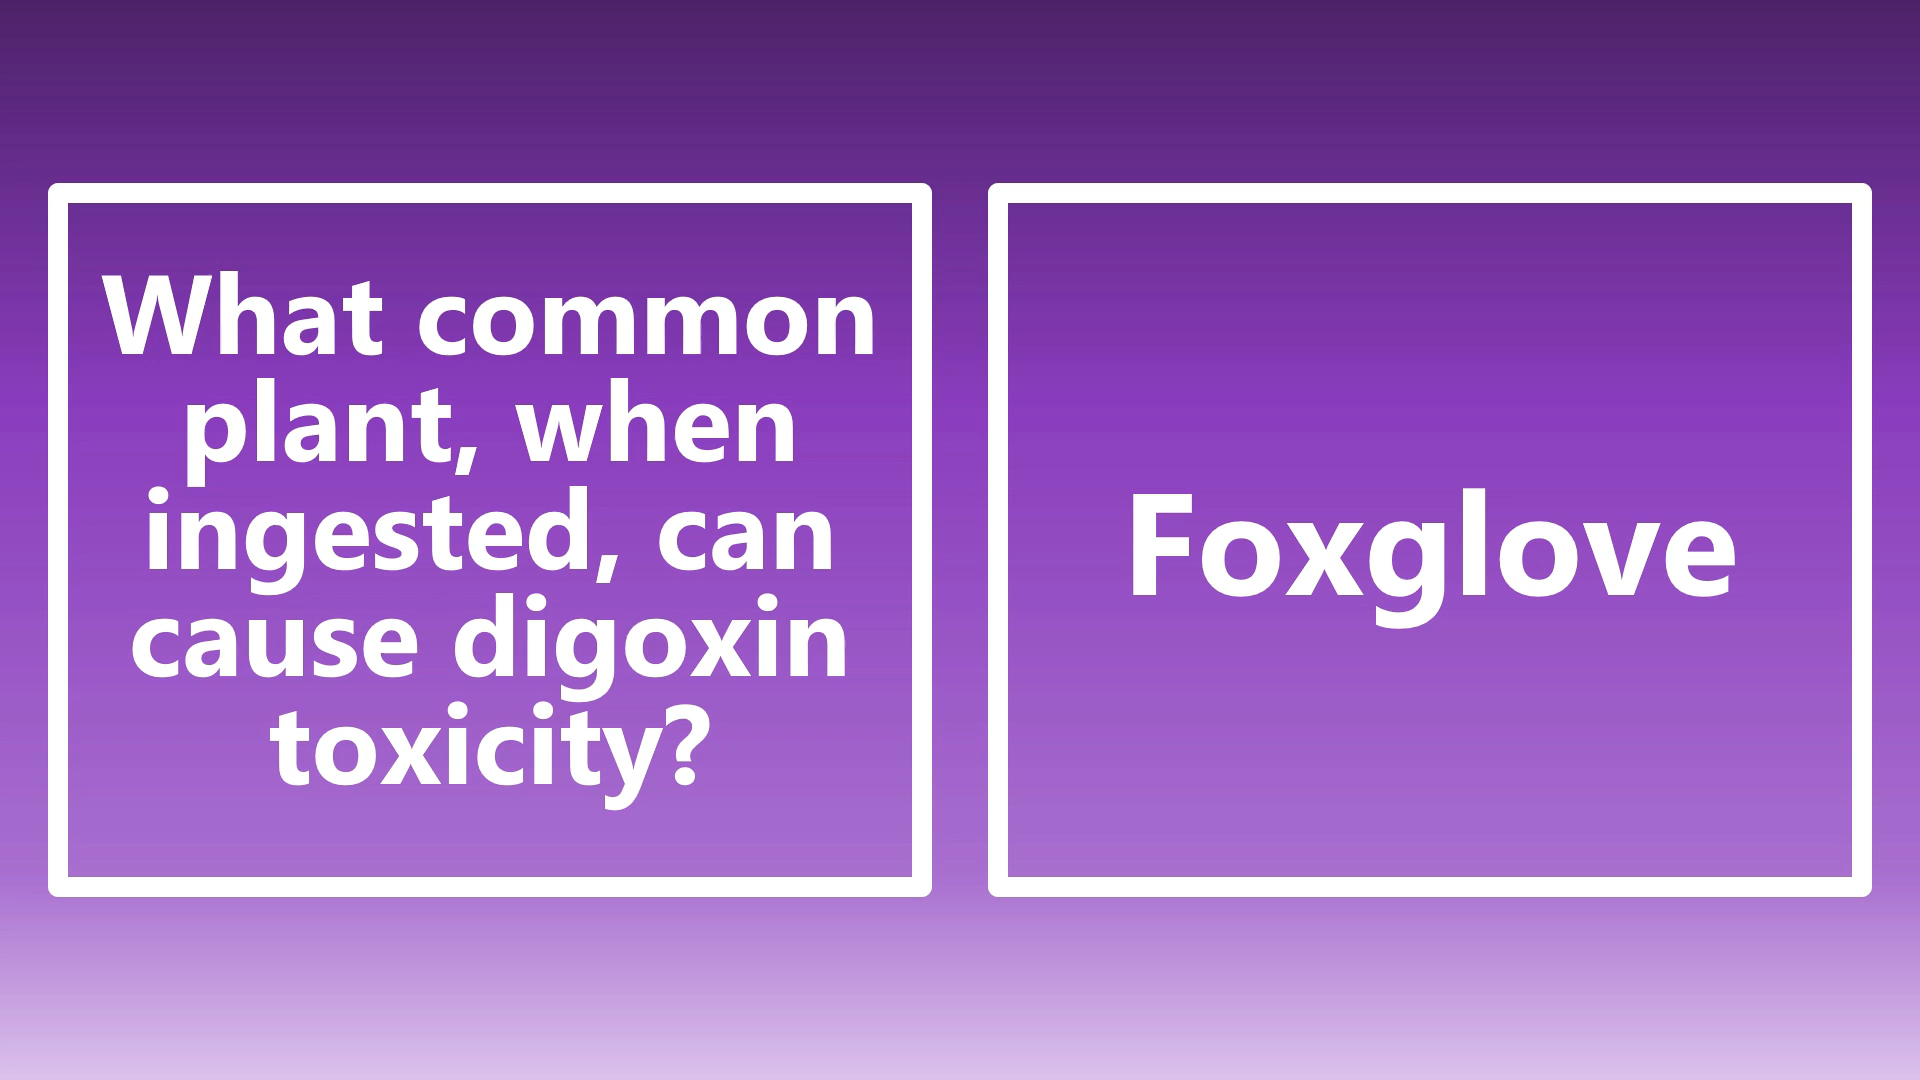 What common
plant, when
ingested, can
cause digoxin
toxicity?
Foxglove